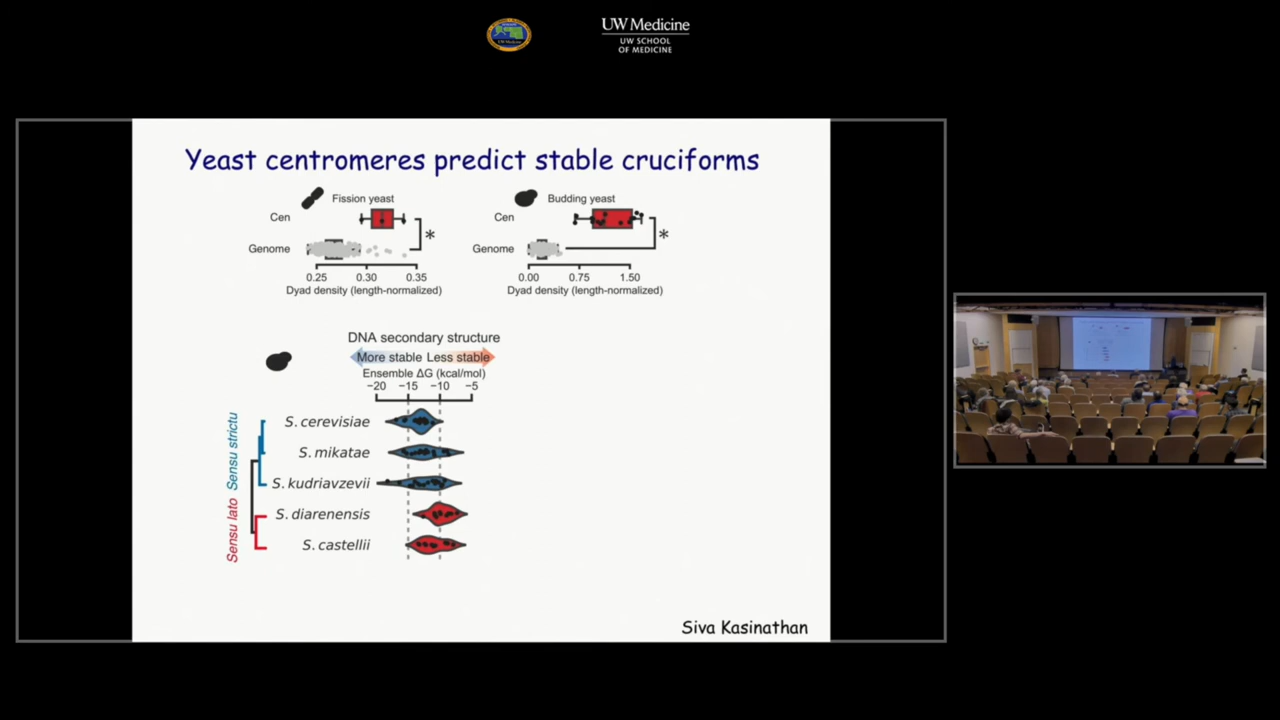 UW Medicine
UW SCHOOL
OF MEDICINE
Yeast centromeres predict stable cruciforms
Fission yeast
Cen
*
Genome
0.25 0.30 0.35
Dyad density (length-normalized)
Budding yeast
Cen
*
Genome
0.00 0.75 1.50
Dyad density (length-normalized)
DNA secondary structure
More stable Less stable
Ensemble ΔG (kcal/mol)
−20 −15 −10 −5
Sensu strictu
S. cerevisiae
S. mikatae
S. kudriavzevii
Sensu lato
S. diarenensis
S. castellii
Siva Kasinathan